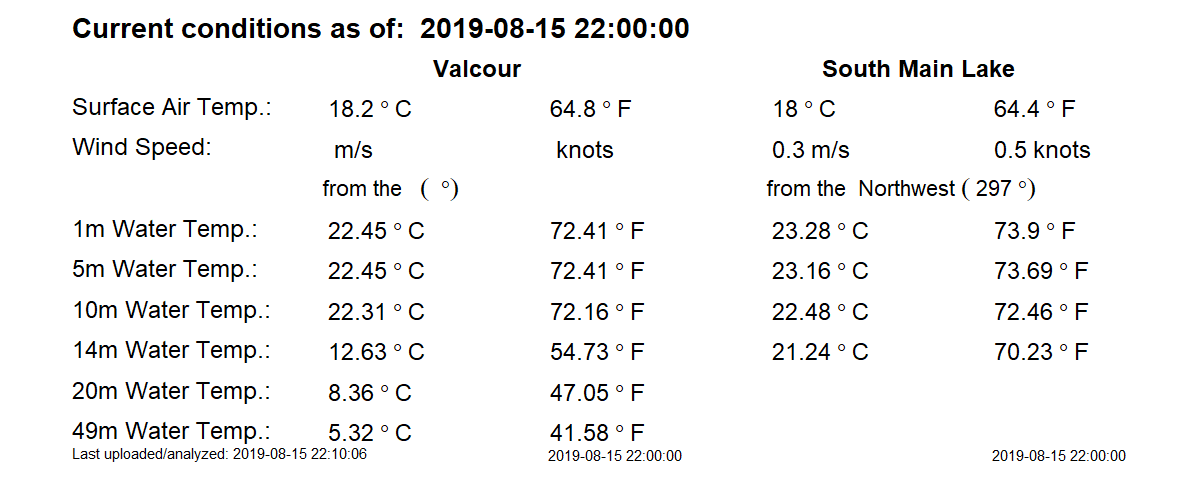 Current conditions as of:  2019-08-15 22:00:00
Valcour South Main Lake
Surface Air Temp.: 18.2 ° C 64.8 ° F 18 ° C 64.4 ° F
Wind Speed: m/s knots 0.3 m/s 0.5 knots
from the ( °) from the Northwest ( 297 °)
1m Water Temp.: 22.45 ° C 72.41 ° F 23.28 ° C 73.9 ° F
5m Water Temp.: 22.45 ° C 72.41 ° F 23.16 ° C 73.69 ° F
10m Water Temp.: 22.31 ° C 72.16 ° F 22.48 ° C 72.46 ° F
14m Water Temp.: 12.63 ° C 54.73 ° F 21.24 ° C 70.23 ° F
20m Water Temp.: 8.36 ° C 47.05 ° F
49m Water Temp.: 5.32 ° C 41.58 ° F
Last uploaded/analyzed: 2019-08-15 22:10:06 2019-08-15 22:00:00 2019-08-15 22:00:00